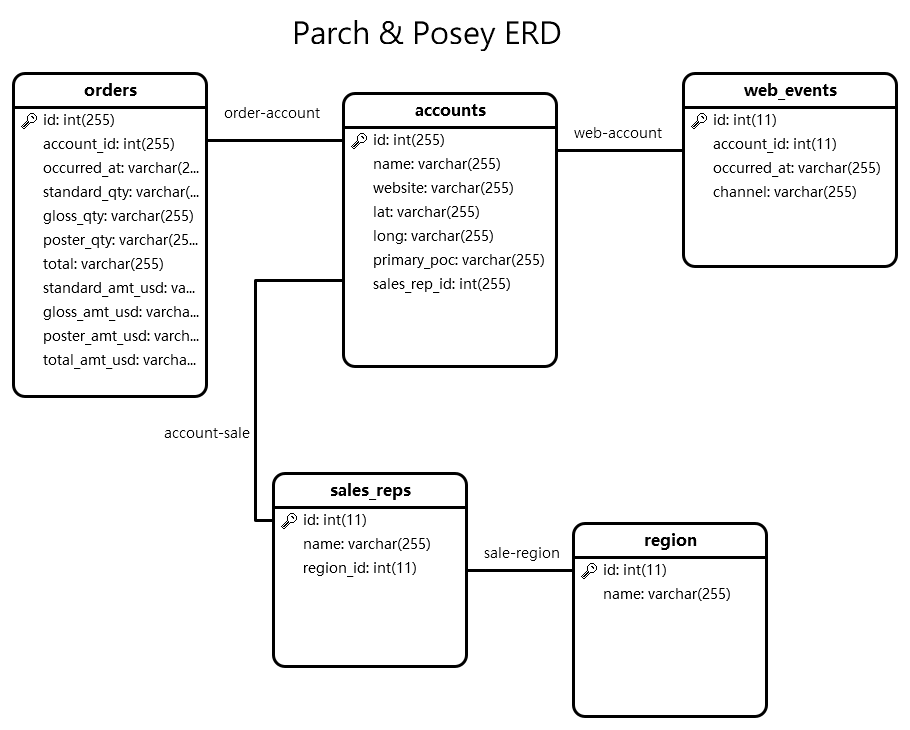 Parch & Posey ERD
orders
id: int(255)
account_id: int(255)
occurred_at: varchar(2...
standard_qty: varchar(...
gloss_qty: varchar(255)
poster_qty: varchar(25...
total: varchar(255)
standard_amt_usd: va...
gloss_amt_usd: varcha...
poster_amt_usd: varch...
total_amt_usd: varcha...
order-account
accounts
id: int(255)
name: varchar(255)
website: varchar(255)
lat: varchar(255)
long: varchar(255)
primary_poc: varchar(255)
sales_rep_id: int(255)
web-account
web_events
id: int(11)
account_id: int(11)
occurred_at: varchar(255)
channel: varchar(255)
account-sale
sales_reps
id: int(11)
name: varchar(255)
region_id: int(11)
sale-region
region
id: int(11)
name: varchar(255)